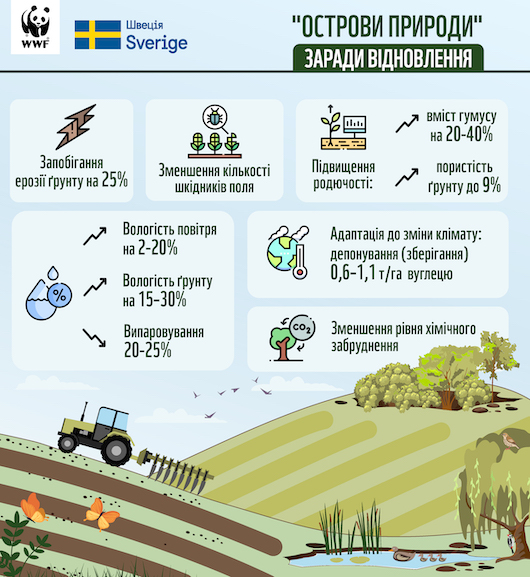 WWF
Швеція
Sverige
"ОСТРОВИ ПРИРОДИ"
ЗАРАДИ ВІДНОВЛЕННЯ
Запобігання
ерозії ґрунту на 25%
Зменшення кількості
шкідників поля
Підвищення
родючості:
вміст гумусу
на 20-40%
пористість
ґрунту до 9%
Вологість повітря
на 2-20%
Вологість ґрунту
на 15-30%
Випаровування
20-25%
%
Адаптація до зміни клімату:
депонування (зберігання)
0,6-1,1 т/га вуглецю
CO2
Зменшення рівня хімічного
забруднення